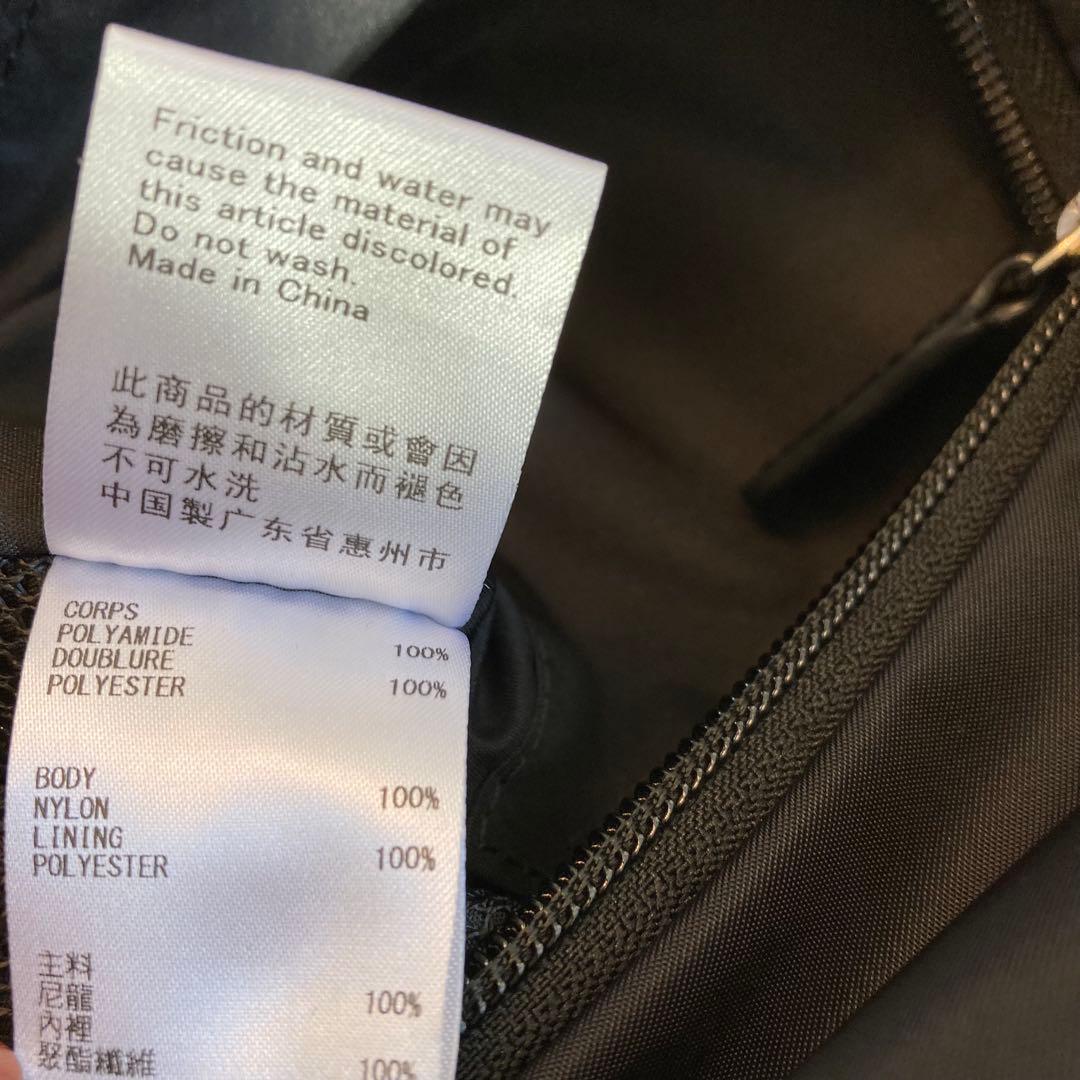 Friction and water may
cause the material of
this article discolored.
Do not wash.
Made in China
此商品的材質或會因
為磨擦和沾水而褪色
不可水洗
中国製广东省惠州市
CORPS
POLYAMIDE 100%
DOUBLURE
POLYESTER 100%
BODY
NYLON 100%
LINING
POLYESTER 100%
主料
尼龍 100%
內裡
聚酯纖維 100%